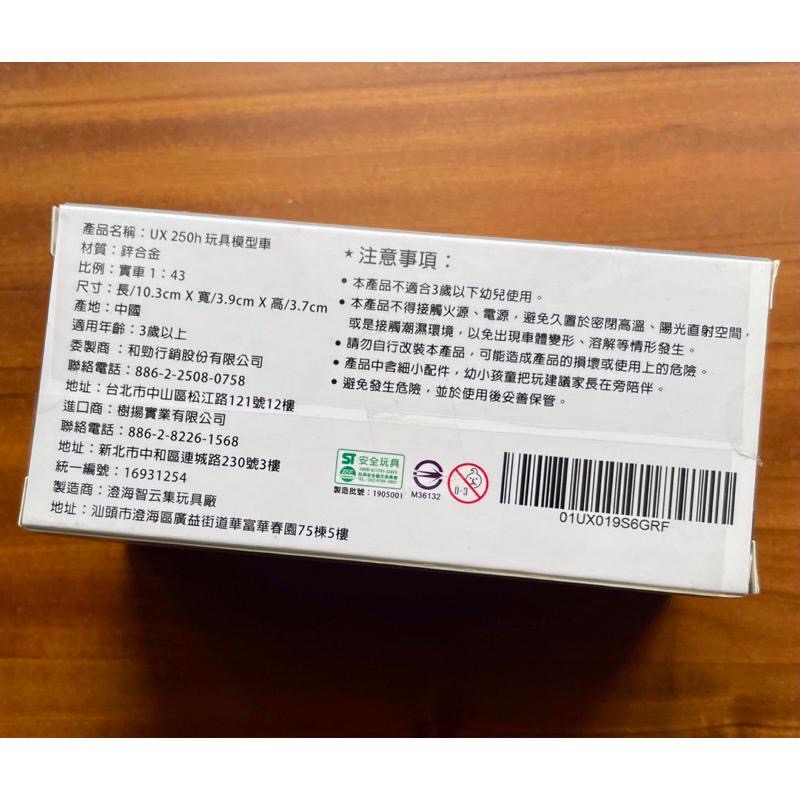 產品名稱：UX 250h 玩具模型車
材質：鋅合金
比例：實車 1：43
尺寸：長/10.3cm X 寬/3.9cm X 高/3.7cm
產地：中國
適用年齡：3歲以上
委製商 ：和勁行銷股份有限公司
聯絡電話：886-2-2508-0758
地址：台北市中山區松江路121號12樓
進口商：樹揚實業有限公司
聯絡電話：886-2-8226-1568
地址：新北市中和區連城路230號3樓
統一編號：16931254
製造商：澄海智云集玩具廠
地址：汕頭市澄海區廣益街道華富華春園75棟5樓
★注意事項：
• 本產品不適合3歲以下幼兒使用。
• 本產品不得接觸火源、電源，避免久置於密閉高溫、陽光直射空間，
或是接觸潮濕環境，以免出現車體變形、溶解等情形發生。
• 請勿自行改裝本產品，可能造成產品的損壞或使用上的危險。
• 產品中含細小配件，幼小孩童把玩建議家長在旁陪伴。
• 避免發生危險，並於使用後妥善保管。
ST 安全玩具
製造批號：1905001
M36132
0-3
01UX019S6GRF